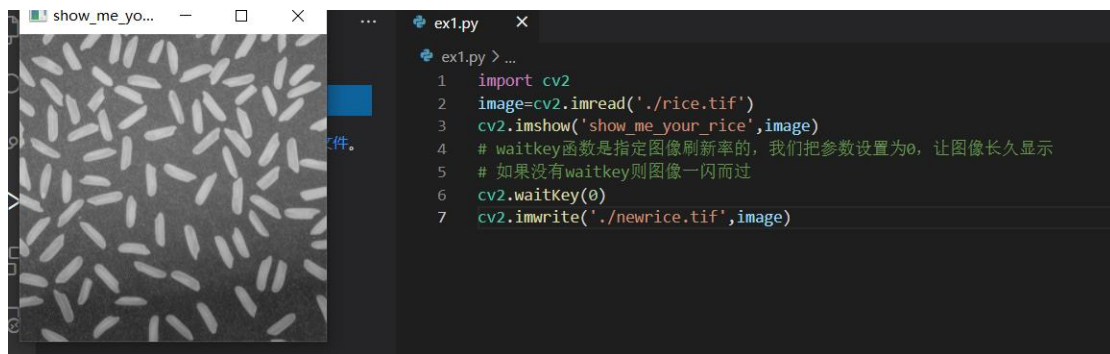 show_me_yo...
...
ex1.py
ex1.py > ...
文件。
1 import cv2
2 image=cv2.imread('./rice.tif')
3 cv2.imshow('show_me_your_rice',image)
4 # waitkey函数是指定图像刷新率的，我们把参数设置为0，让图像长久显示
5 # 如果没有waitkey则图像一闪而过
6 cv2.waitKey(0)
7 cv2.imwrite('./newrice.tif',image)